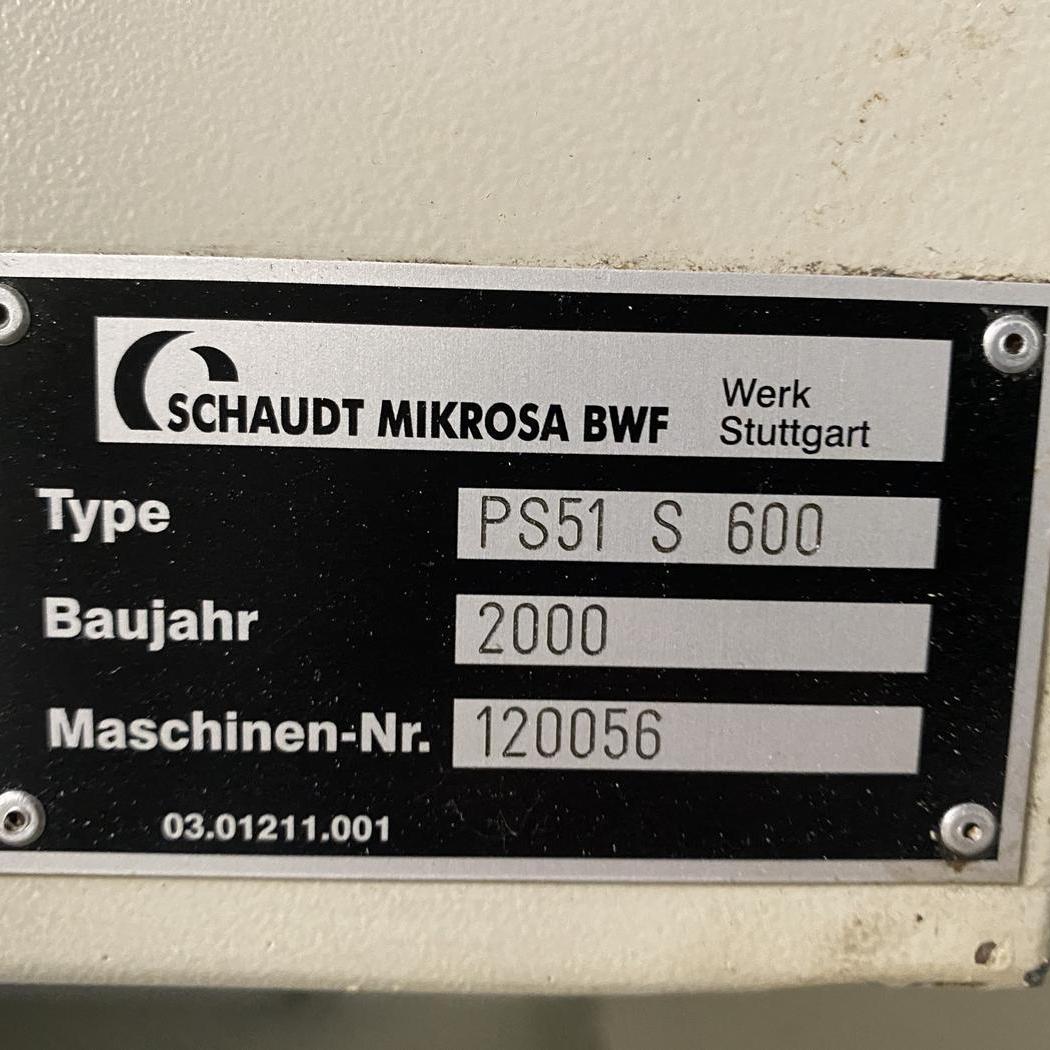 SCHAUDT MIKROSA BWF Werk Stuttgart
Type PS51 S 600
Baujahr 2000
Maschinen-Nr. 120056
03.01211.001